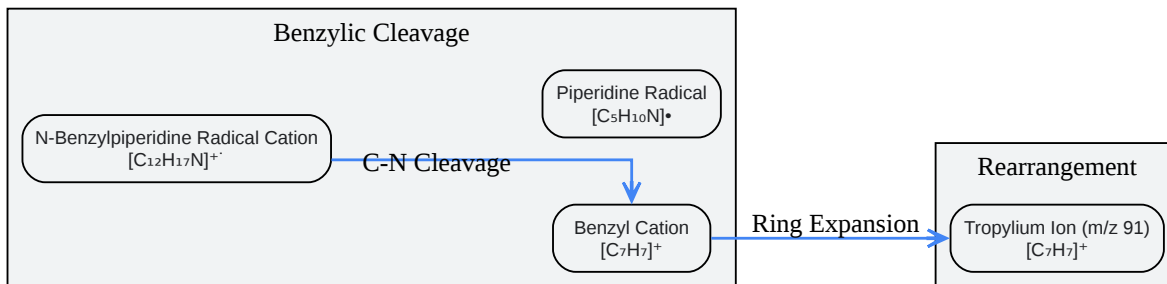 Benzylic Cleavage
Piperidine Radical
[C₅H₁₀N]•
N-Benzylpiperidine Radical Cation
[C₁₂H₁₇N]⁺˙
C-N Cleavage
Benzyl Cation
[C₇H₇]⁺
Ring Expansion
Rearrangement
Tropylium Ion (m/z 91)
[C₇H₇]⁺